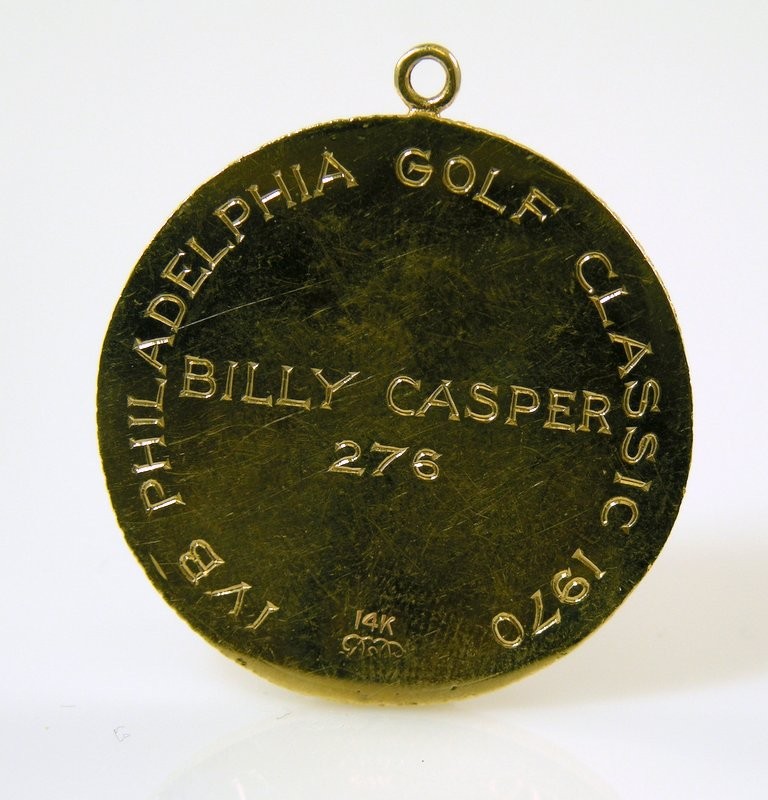 IVB PHILADELPHIA GOLF CLASSIC 1970
BILLY CASPER
276
14K